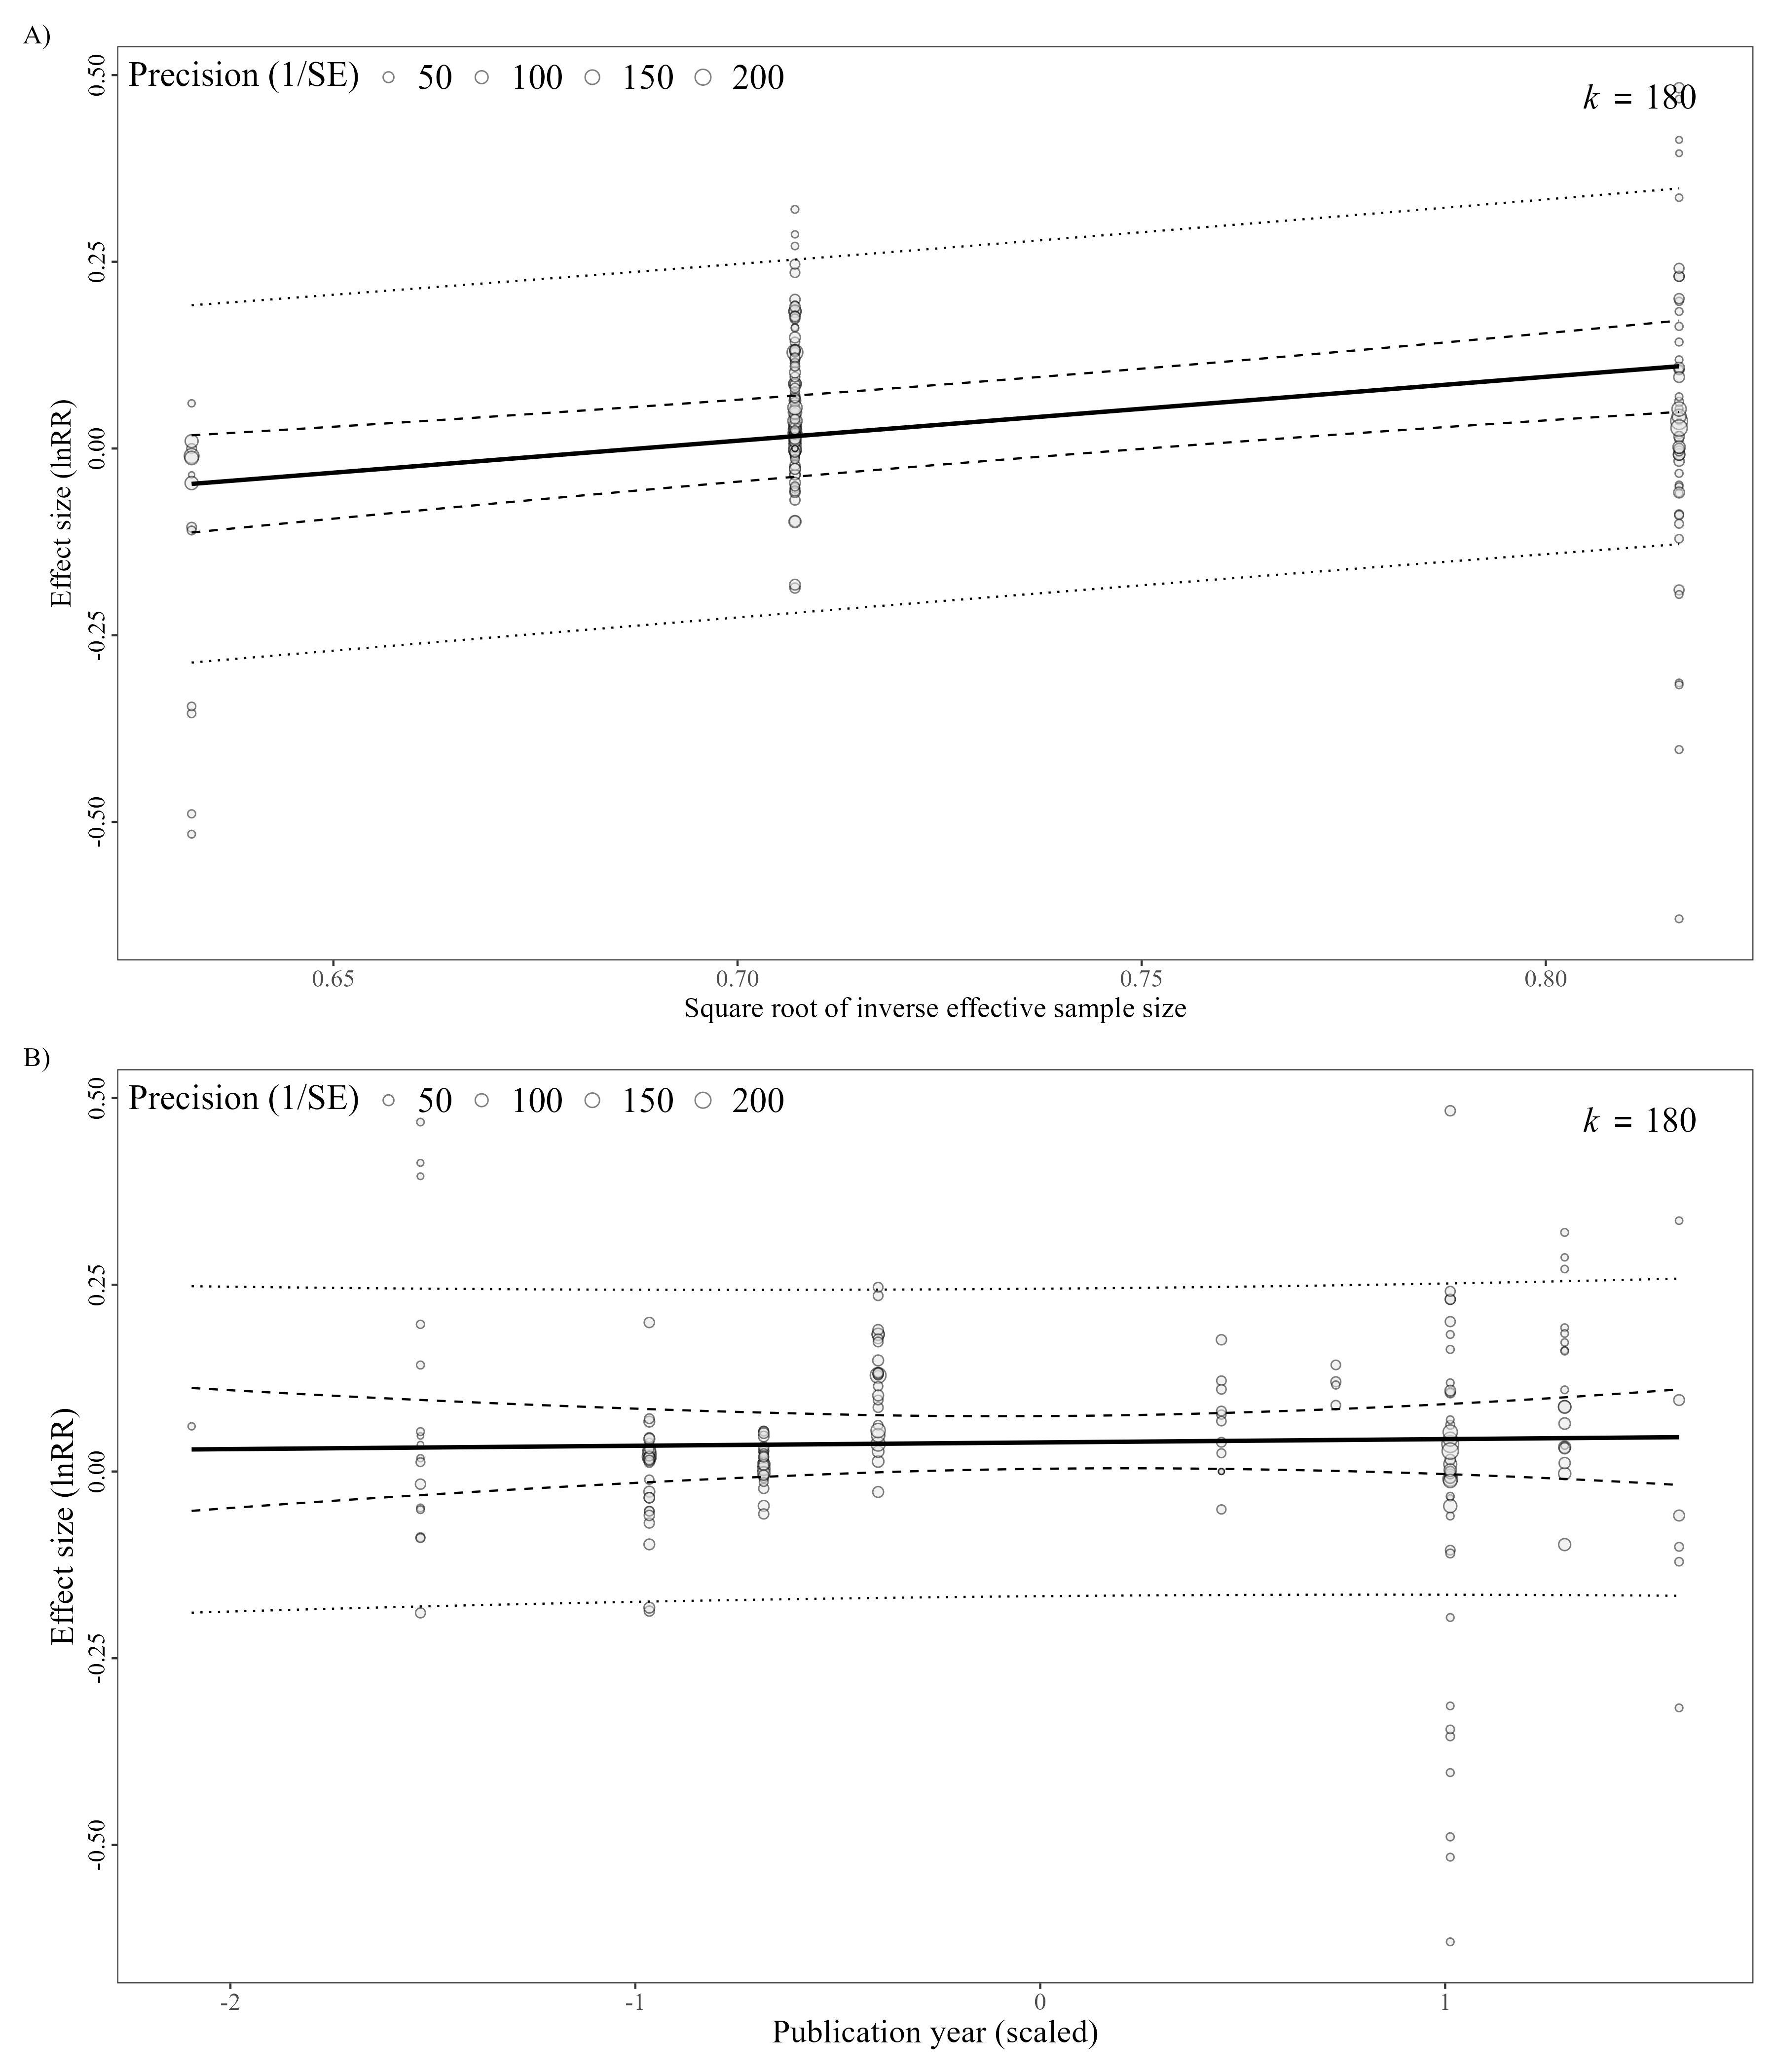 A)
Precision (1/SE) 50 100 150 200
k = 180
0.50
0.25
0.00
-0.25
-0.50
Effect size (lnRR)
0.65 0.70 0.75 0.80
Square root of inverse effective sample size
B)
Precision (1/SE) 50 100 150 200
k = 180
0.50
0.25
0.00
-0.25
-0.50
Effect size (lnRR)
-2 -1 0 1
Publication year (scaled)